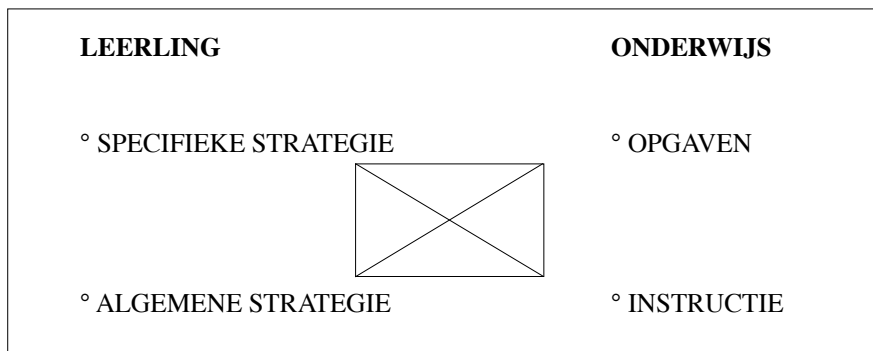 LEERLING ONDERWIJS
° SPECIFIEKE STRATEGIE ° OPGAVEN
° ALGEMENE STRATEGIE ° INSTRUCTIE